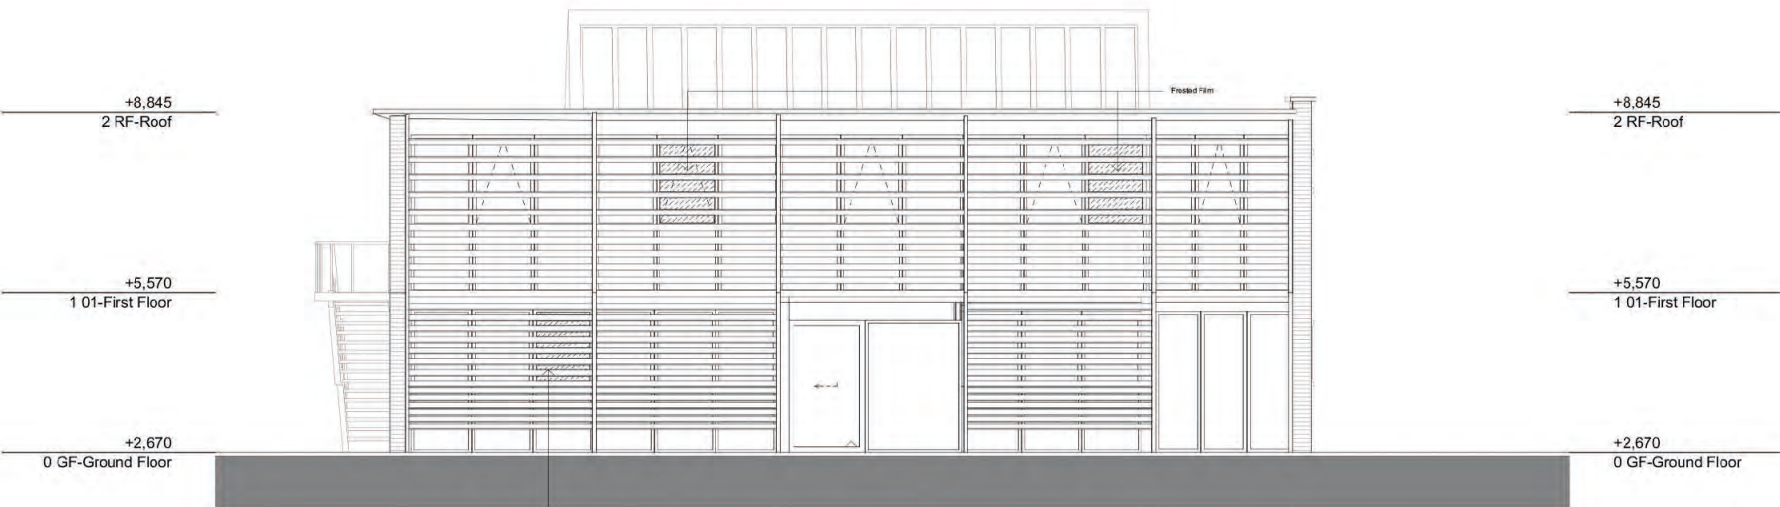 Frosted Film
+8,845
2 RF-Roof
+8,845
2 RF-Roof
+5,570
1 01-First Floor
+5,570
1 01-First Floor
+2,670
0 GF-Ground Floor
+2,670
0 GF-Ground Floor